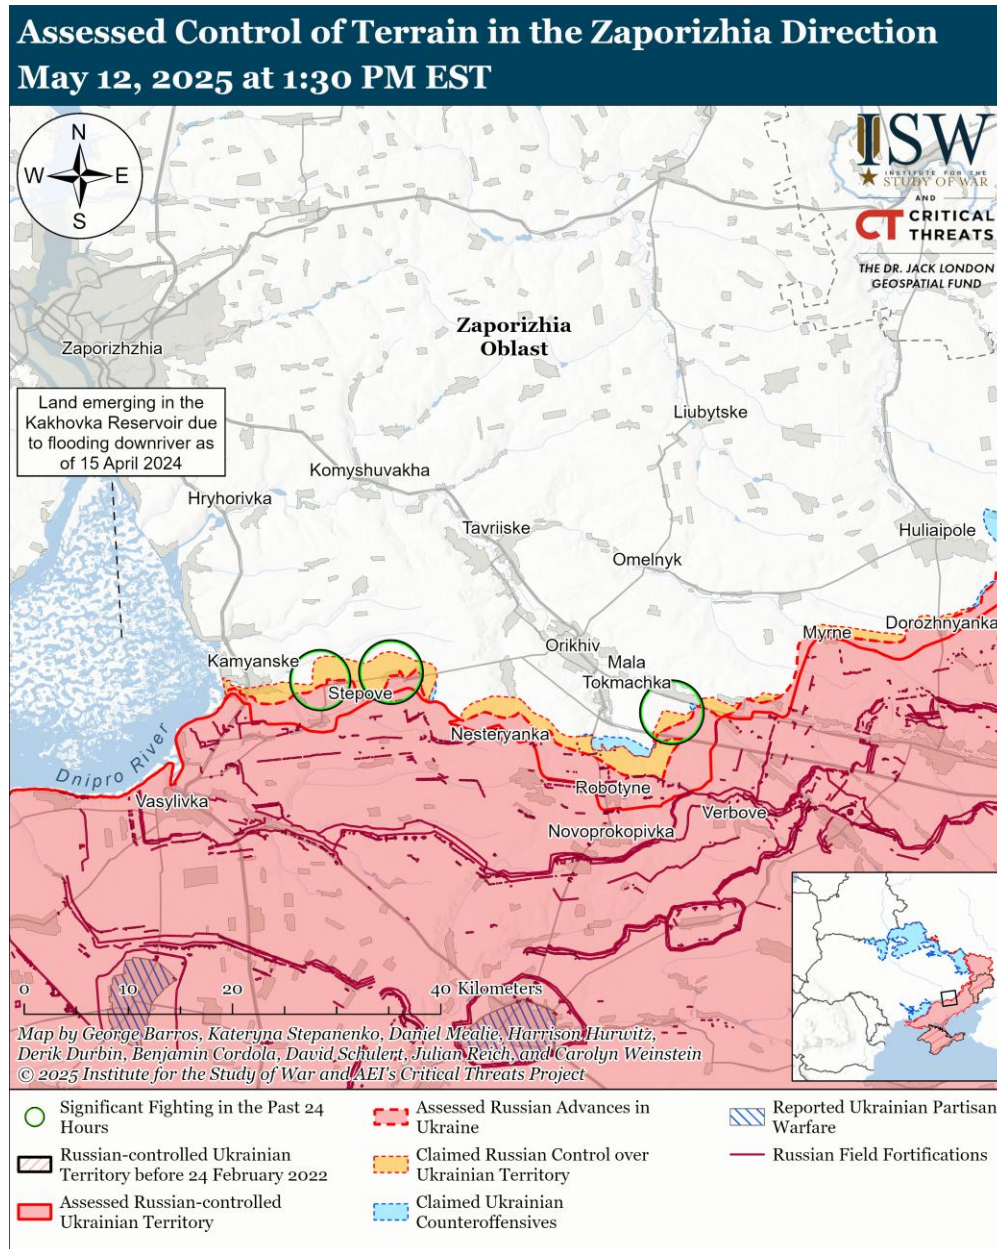 Assessed Control of Terrain in the Zaporizhia Direction
May 12, 2025 at 1:30 PM EST
N
W
E
S
ISW
INSTITUTE FOR THE
STUDY OF WAR
AND
CT CRITICAL
THREATS
THE DR. JACK LONDON
GEOSPATIAL FUND
Zaporizhia
Oblast
Zaporizhzhia
Land emerging in the
Kakhovka Reservoir due
to flooding downriver as
of 15 April 2024
Liubytske
Komyshuvakha
Hryhorivka
Tavriiske
Huliaipole
Omelnyk
Dorozhnyanka
Myrne
Orikhiv
Kamyanske
Mala
Tokmachka
Stepove
Nesteryanka
Dnipro River
Robotyne
Vasylivka
Verbove
Novoprokopivka
0
10
20
40 Kilometers
Map by George Barros, Kateryna Stepanenko, Daniel Mealie, Harrison Hurwitz,
Derik Durbin, Benjamin Cordola, David Schulert, Julian Reich, and Carolyn Weinstein
© 2025 Institute for the Study of War and AEI's Critical Threats Project
Significant Fighting in the Past 24
Hours
Russian-controlled Ukrainian
Territory before 24 February 2022
Assessed Russian-controlled
Ukrainian Territory
Assessed Russian Advances in
Ukraine
Claimed Russian Control over
Ukrainian Territory
Claimed Ukrainian
Counteroffensives
Reported Ukrainian Partisan
Warfare
Russian Field Fortifications